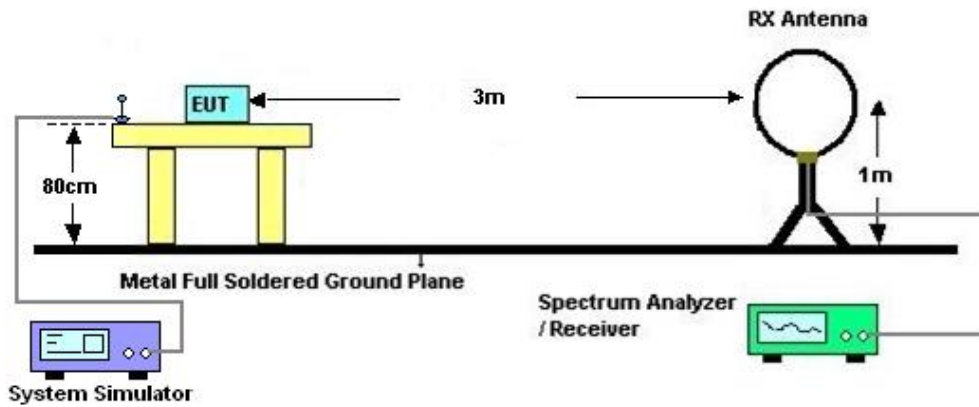 RX Antenna
EUT
3m
80cm
1m
Metal Full Soldered Ground Plane
Spectrum Analyzer
/ Receiver
System Simulator